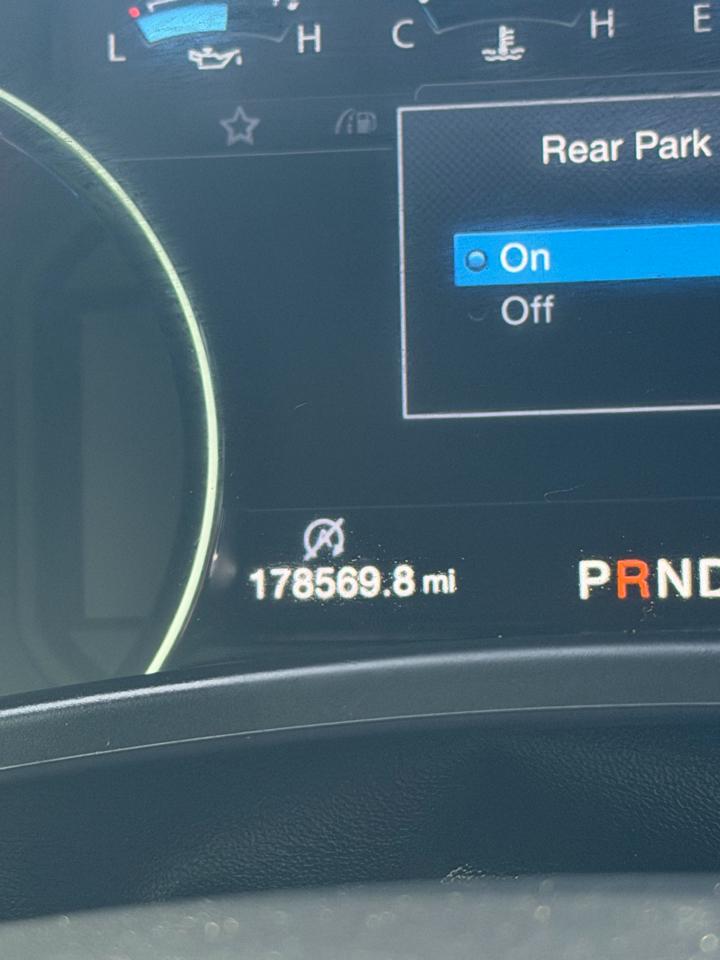 L H C H E
Rear Park
On
Off
178569.8 mi
PRND